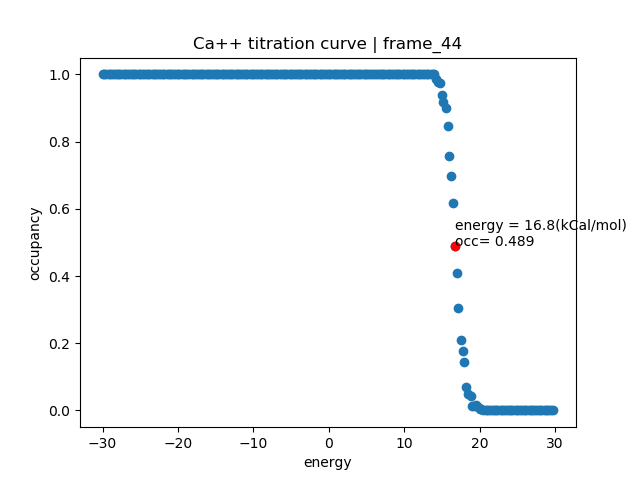 Ca++ titration curve | frame_44
1.0
0.8
0.6
0.4
0.2
0.0
occupancy
energy = 16.8(kCal/mol)
occ= 0.489
−30
−20
−10
0
10
20
30
energy